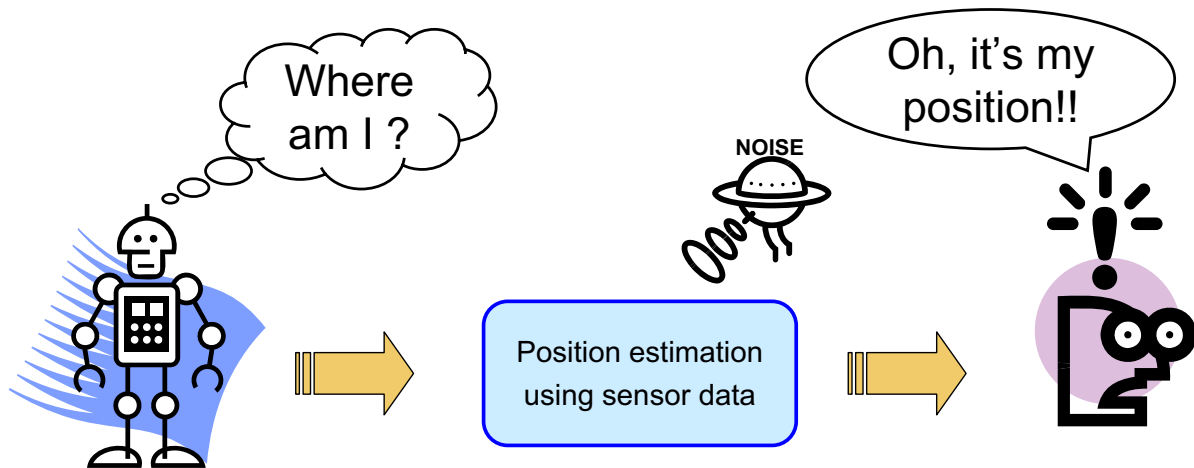 Where
am I ?
Oh, it’s my
position!!
NOISE
Position estimation
using sensor data